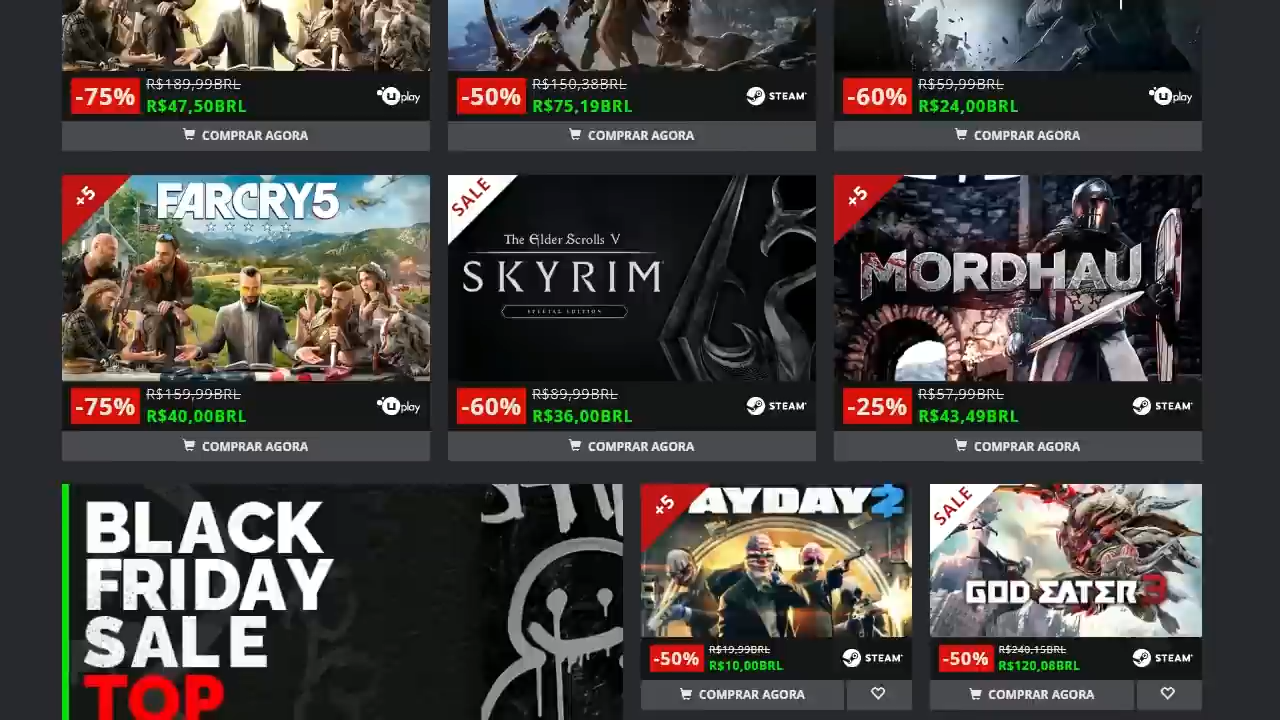 -75%
R$189,99BRL
R$47,50BRL
uplay
COMPRAR AGORA
-50%
R$150,38BRL
R$75,19BRL
STEAM
COMPRAR AGORA
-60%
R$59,99BRL
R$24,00BRL
uplay
COMPRAR AGORA
+5
FARCRY5
-75%
R$159,99BRL
R$40,00BRL
uplay
COMPRAR AGORA
SALE
The Elder Scrolls V
SKYRIM
SPECIAL EDITION
-60%
R$89,99BRL
R$36,00BRL
STEAM
COMPRAR AGORA
+5
MORDHAU
-25%
R$57,99BRL
R$43,49BRL
STEAM
COMPRAR AGORA
BLACK
FRIDAY
SALE
TOP
+5
AYDAY2
-50%
R$19,99BRL
R$10,00BRL
STEAM
COMPRAR AGORA
SALE
GOD EATER 3
-50%
R$240,15BRL
R$120,08BRL
STEAM
COMPRAR AGORA